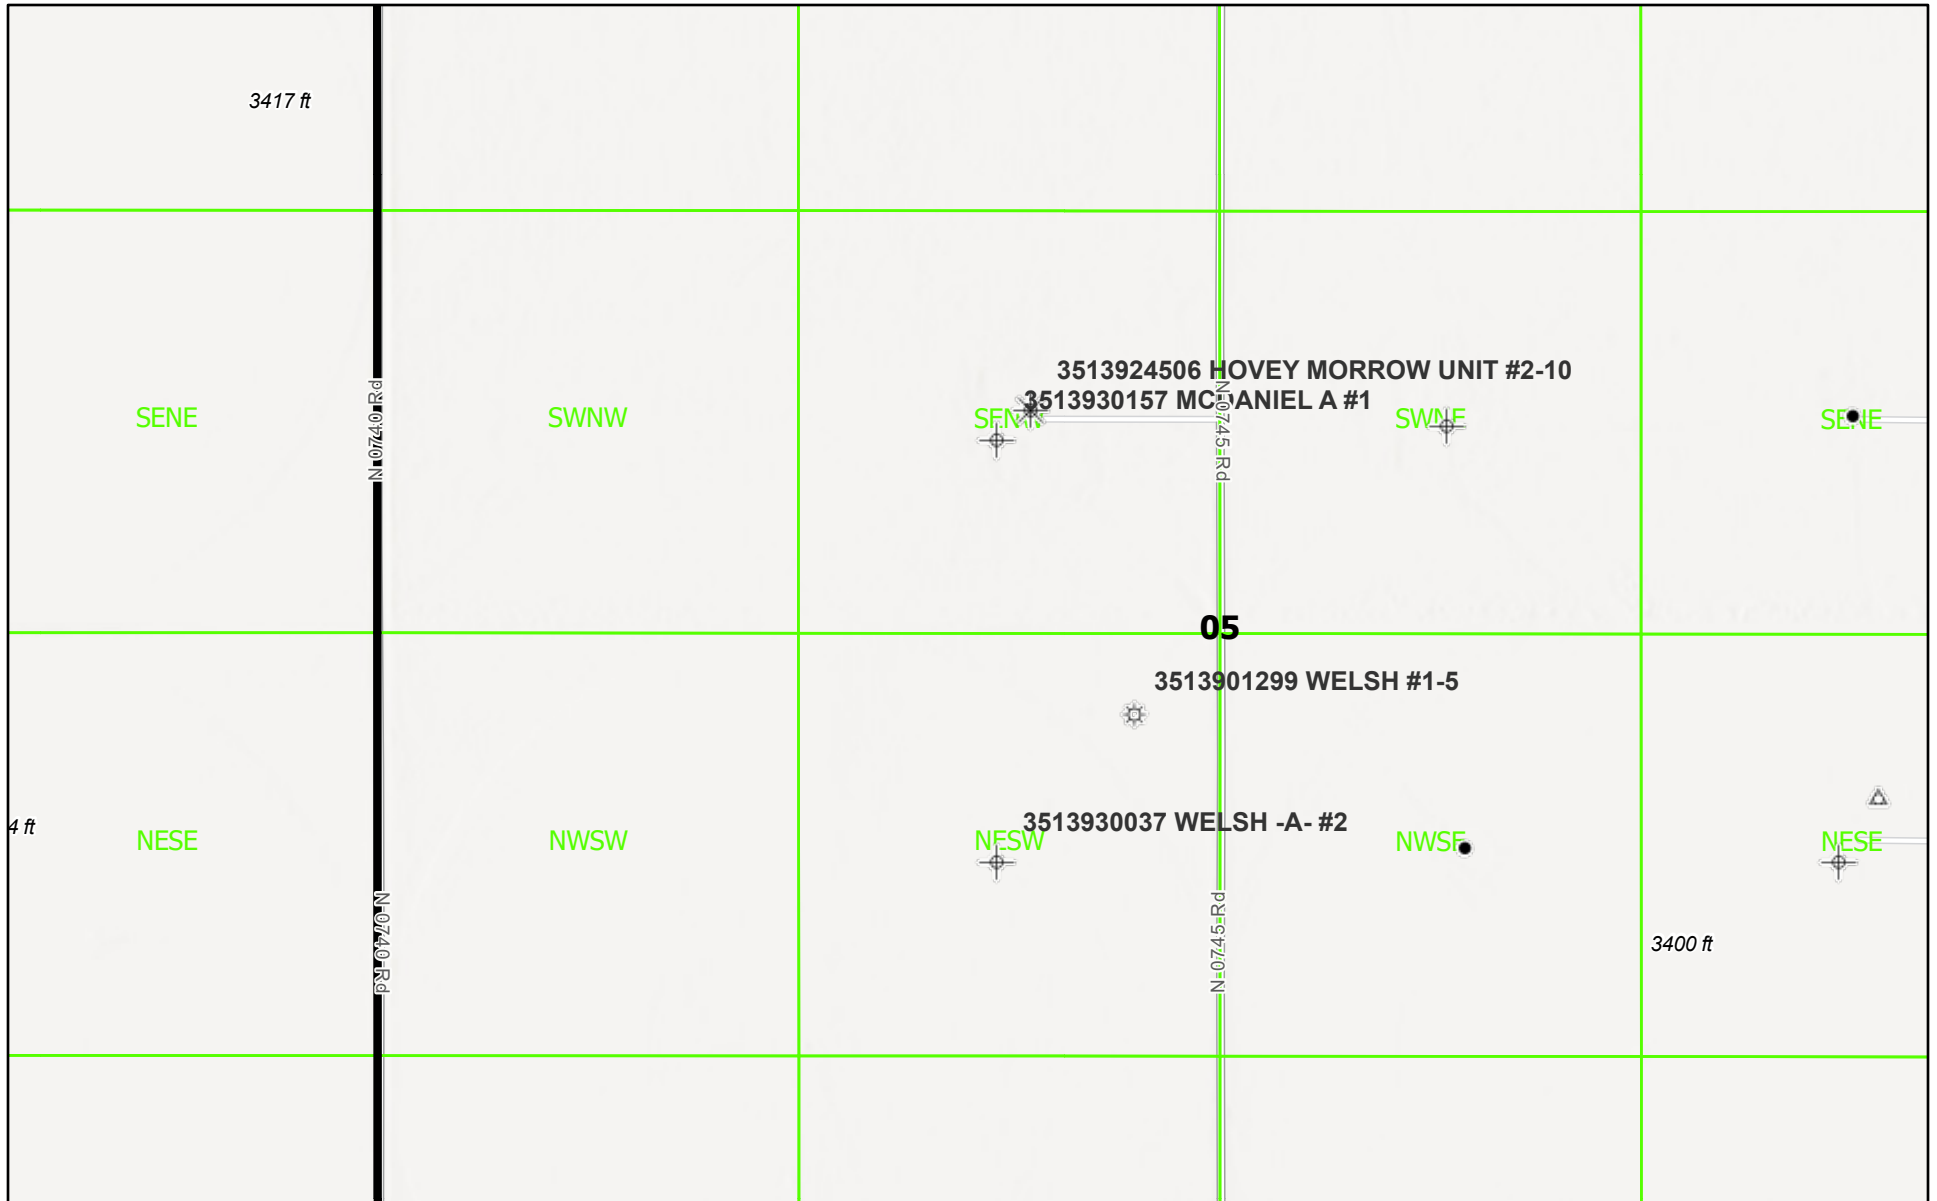 3417 ft
3513924506 HOVEY MORROW UNIT #2-10
3513930157 MCDANIEL A #1
N 0740 Rd
N-0745-Rd
SENE
SWNW
SENW
SWNE
SENE
05
3513901299 WELSH #1-5
3513930037 WELSH -A- #2
4 ft
NESE
NWSW
NESW
NWSE
NESE
N-0740-Rd
N-0745-Rd
3400 ft